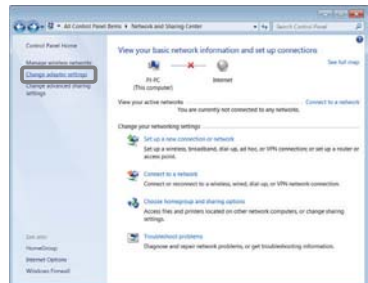 All Control Panel Items ▸ Network and Sharing Center
Search Control Panel
Control Panel Home
Manage wireless networks
Change adapter settings
Change advanced sharing
settings
View your basic network information and set up connections
See full map
(This computer)
Internet
View your active networks
You are currently not connected to any networks.
Connect to a network
Change your networking settings
Set up a new connection or network
Set up a wireless, broadband, dial-up, ad hoc, or VPN connection; or set up a router or
access point.
Connect to a network
Connect or reconnect to a wireless, wired, dial-up, or VPN network connection.
Choose homegroup and sharing options
Access files and printers located on other network computers, or change sharing
settings.
Troubleshoot problems
Diagnose and repair network problems, or get troubleshooting information.
See also
HomeGroup
Internet Options
Windows Firewall